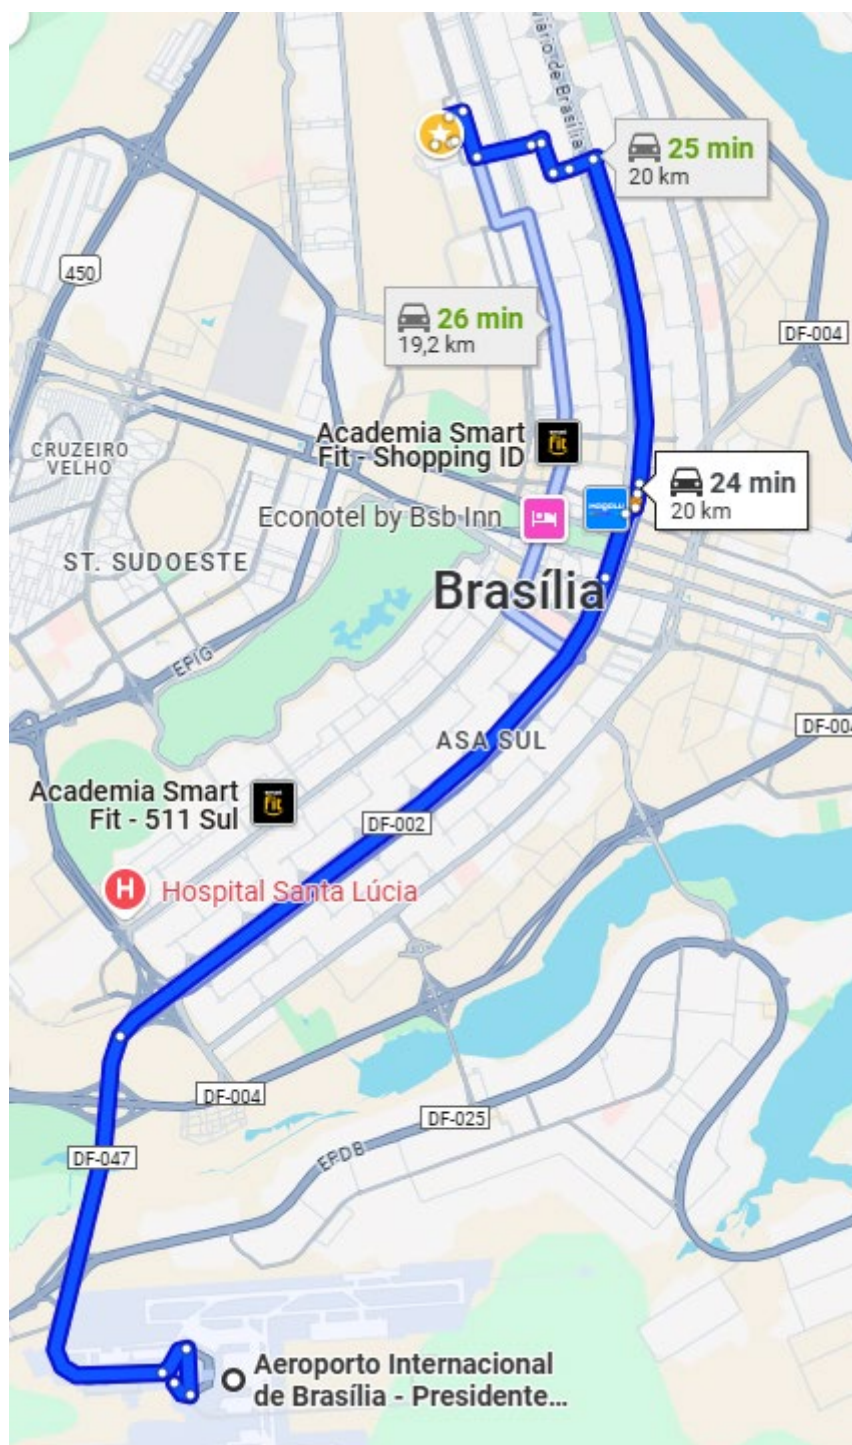 viário de Brasília
25 min
20 km
450
26 min
19,2 km
DF-004
CRUZEIRO
VELHO
Academia Smart
Fit - Shopping ID
24 min
20 km
Econotel by Bsb Inn
ST. SUDOESTE
Brasília
EPIG
ASA SUL
DF-004
Academia Smart
Fit - 511 Sul
DF-002
H
Hospital Santa Lúcia
DF-004
DF-025
EPDB
DF-047
Aeroporto Internacional
de Brasília - Presidente...